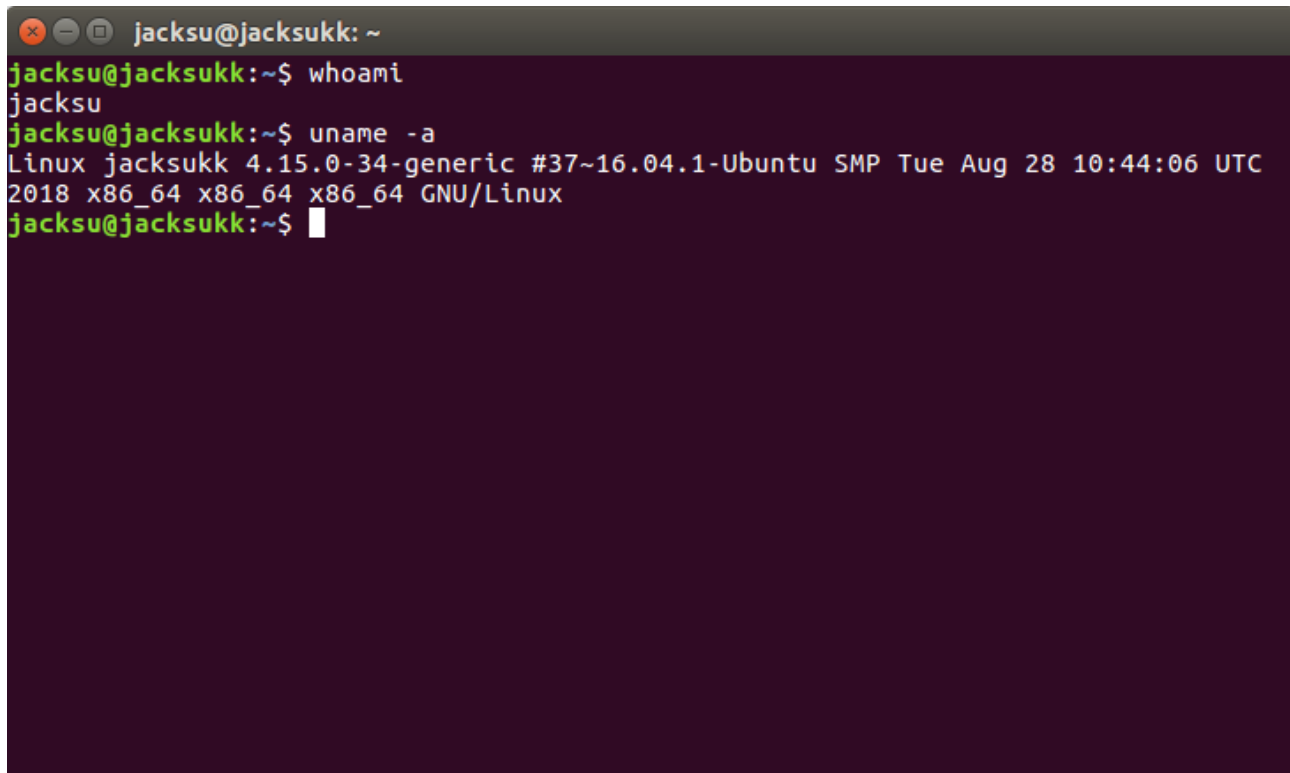 jacksu@jacksukk: ~
jacksu@jacksukk:~$ whoami
jacksu
jacksu@jacksukk:~$ uname -a
Linux jacksukk 4.15.0-34-generic #37~16.04.1-Ubuntu SMP Tue Aug 28 10:44:06 UTC
2018 x86_64 x86_64 x86_64 GNU/Linux
jacksu@jacksukk:~$